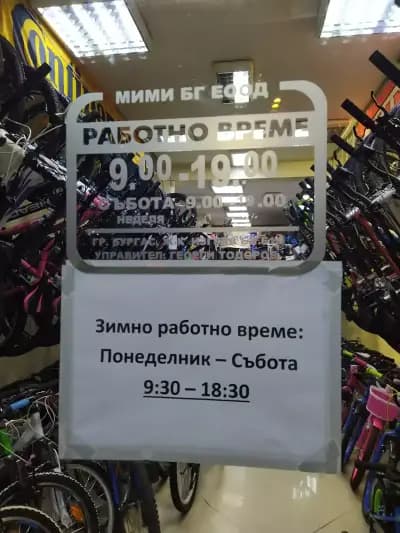 МИМИ БГ ЕООД
РАБОТНО ВРЕМЕ
9.00-19.00
СЪБОТА-9.00-
НЕДЕЛЯ
ГР. БУРГАС,
УПРАВИТЕЛ: ГЕОРГИ ТОДОРОВ
Зимно работно време:
Понеделник – Събота
9:30 – 18:30